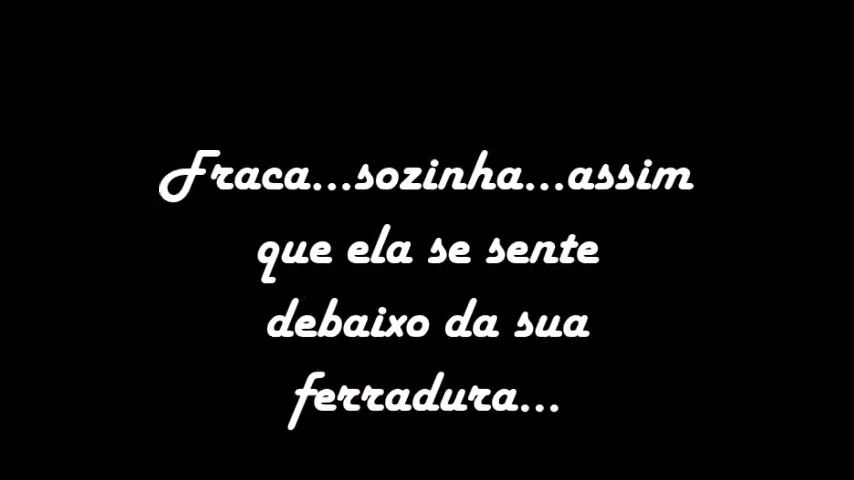 Fraca...sozinha...assim
que ela se sente
debaixo da sua
ferradura...